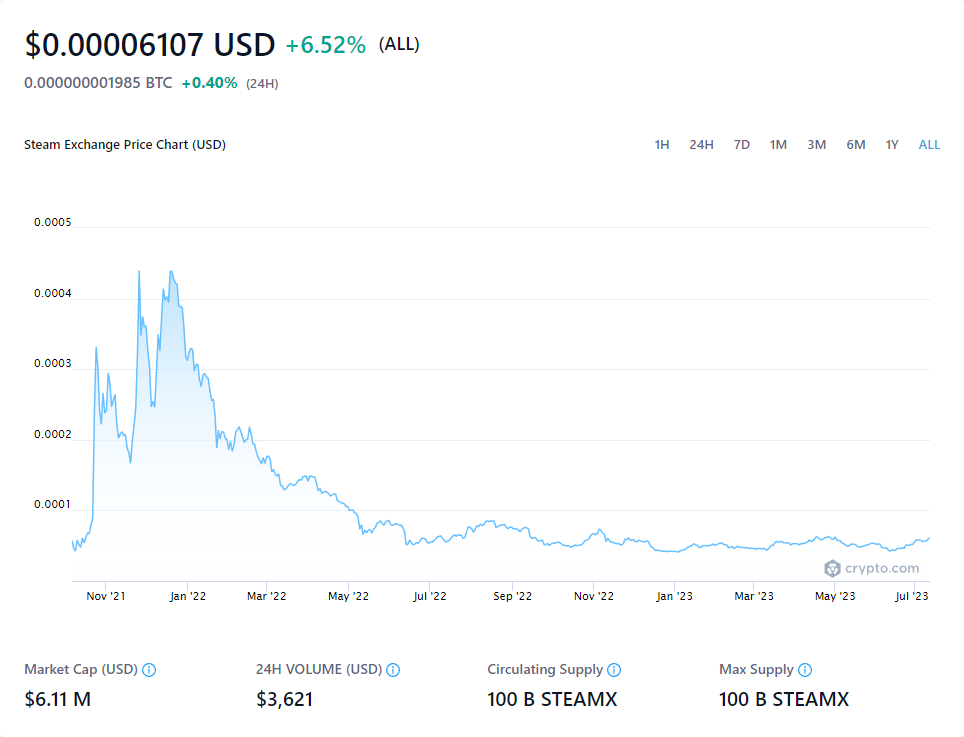 $0.00006107 USD +6.52% (ALL)
0.000000001985 BTC +0.40% (24H)
Steam Exchange Price Chart (USD) 1H 24H 7D 1M 3M 6M 1Y ALL
0.0005
0.0004
0.0003
0.0002
0.0001
crypto.com
Nov '21 Jan '22 Mar '22 May '22 Jul '22 Sep '22 Nov '22 Jan '23 Mar '23 May '23 Jul '23
Market Cap (USD) 24H VOLUME (USD) Circulating Supply Max Supply
$6.11 M $3,621 100 B STEAMX 100 B STEAMX